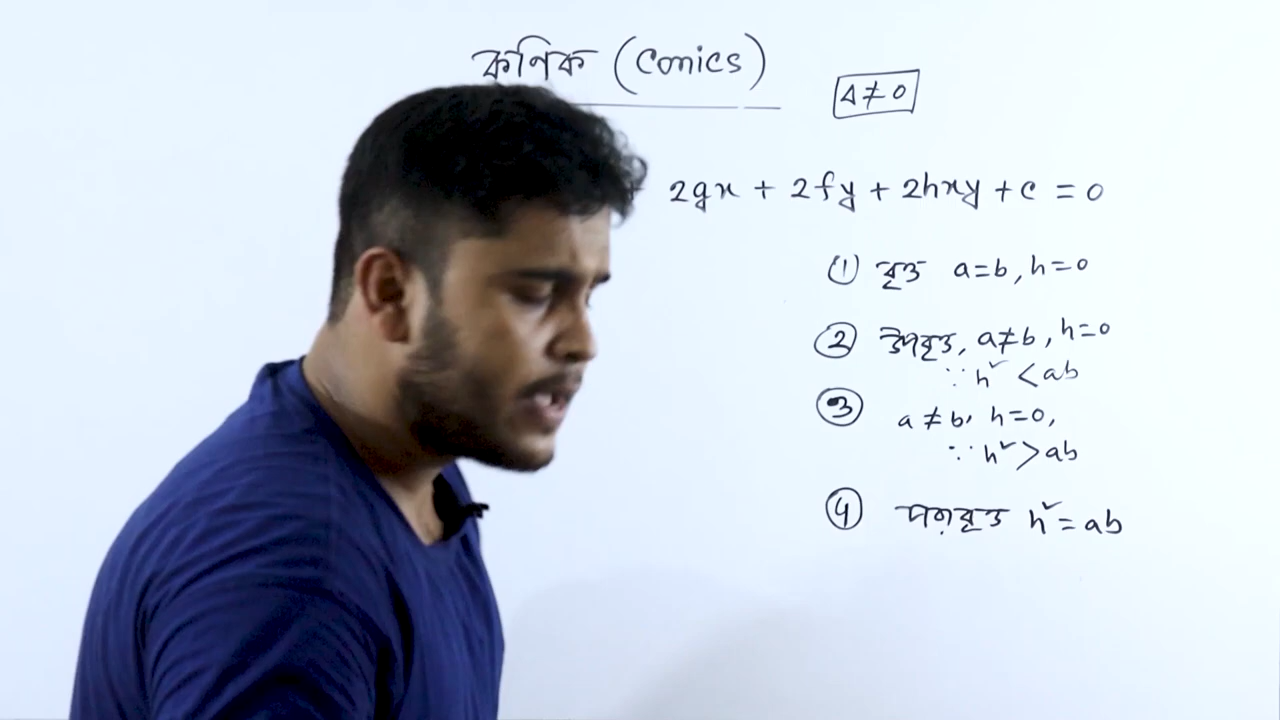 কণিক (Conics)
Δ ≠ 0
+ 2gx + 2fy + 2hxy + c = 0
① বৃত্ত a=b, h=0
② উপবৃত্ত, a≠b, h=0
∵ h² < ab
③ a ≠ b, h=0,
∵ h² > ab
④ পরাবৃত্ত h² = ab